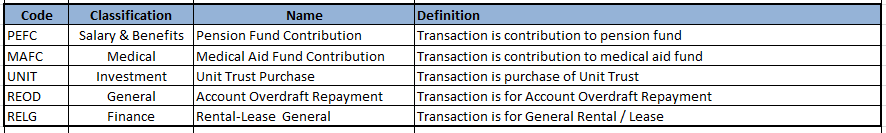 Code Classification Name Definition
PEFC Salary & Benefits Pension Fund Contribution Transaction is contribution to pension fund
MAFC Medical Medical Aid Fund Contribution Transaction is contribution to medical aid fund
UNIT Investment Unit Trust Purchase Transaction is purchase of Unit Trust
REOD General Account Overdraft Repayment Transaction is for Account Overdraft Repayment
RELG Finance Rental-Lease General Transaction is for General Rental / Lease